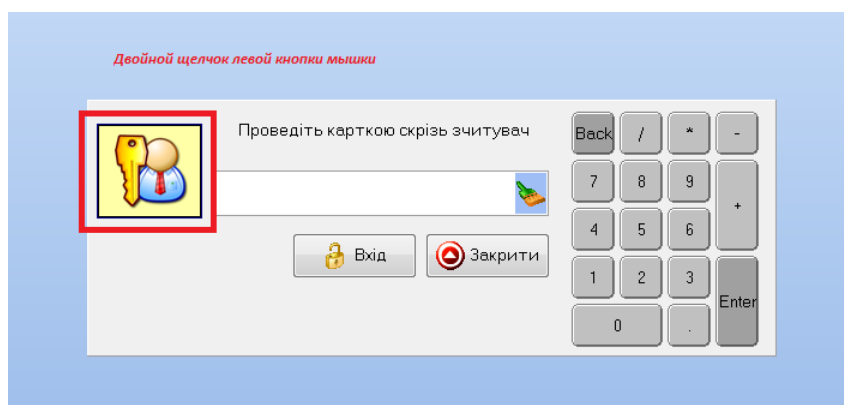 Двойной щелчок левой кнопки мышки
Проведіть карткою скрізь зчитувач
Вхід
Закрити
Back / * -
7 8 9 +
4 5 6
1 2 3 Enter
0 .